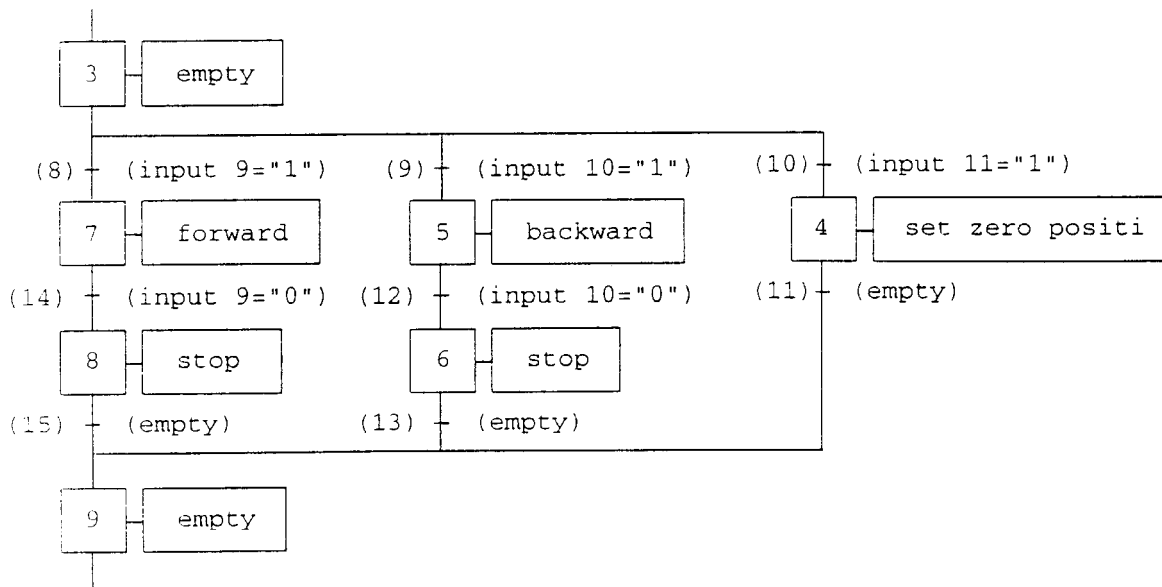 3 empty
(8) (input 9="1") (9) (input 10="1") (10) (input 11="1")
7 forward 5 backward 4 set zero positi
(14) (input 9="0") (12) (input 10="0") (11) (empty)
8 stop 6 stop
(15) (empty) (13) (empty)
9 empty